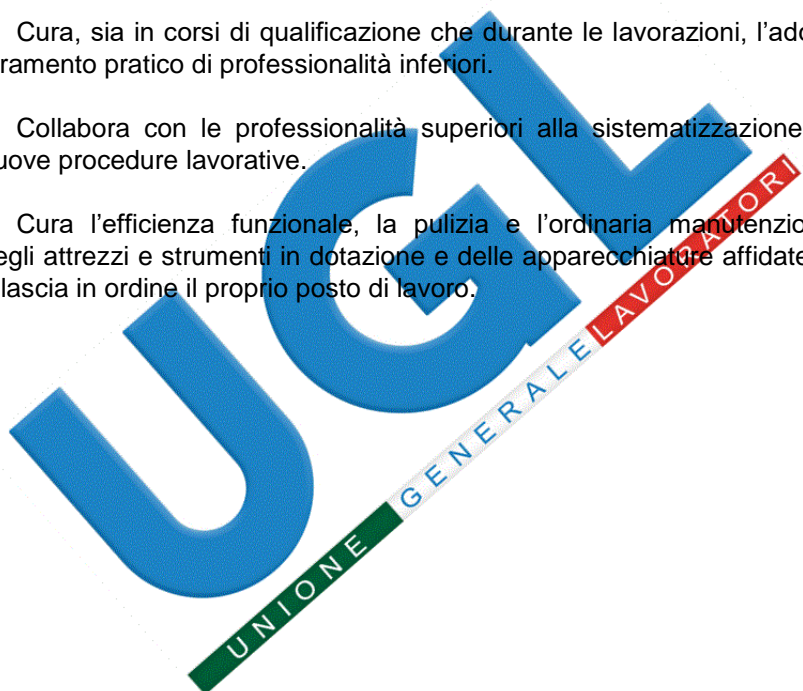 Cura, sia in corsi di qualificazione che durante le lavorazioni, l’add
ramento pratico di professionalità inferiori.
Collabora con le professionalità superiori alla sistematizzazione
uove procedure lavorative.
Cura l’efficienza funzionale, la pulizia e l’ordinaria manutenzio
egli attrezzi e strumenti in dotazione e delle apparecchiature affidate
lascia in ordine il proprio posto di lavoro.
UGL
UNIONE GENERALE LAVORATORI